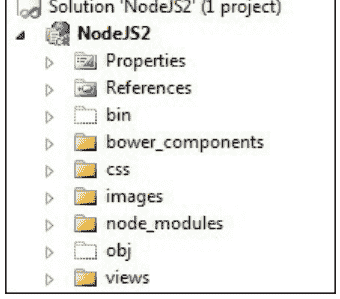 Solution 'NodeJS2' (1 project)
NodeJS2
Properties
References
bin
bower_components
css
images
node_modules
obj
views